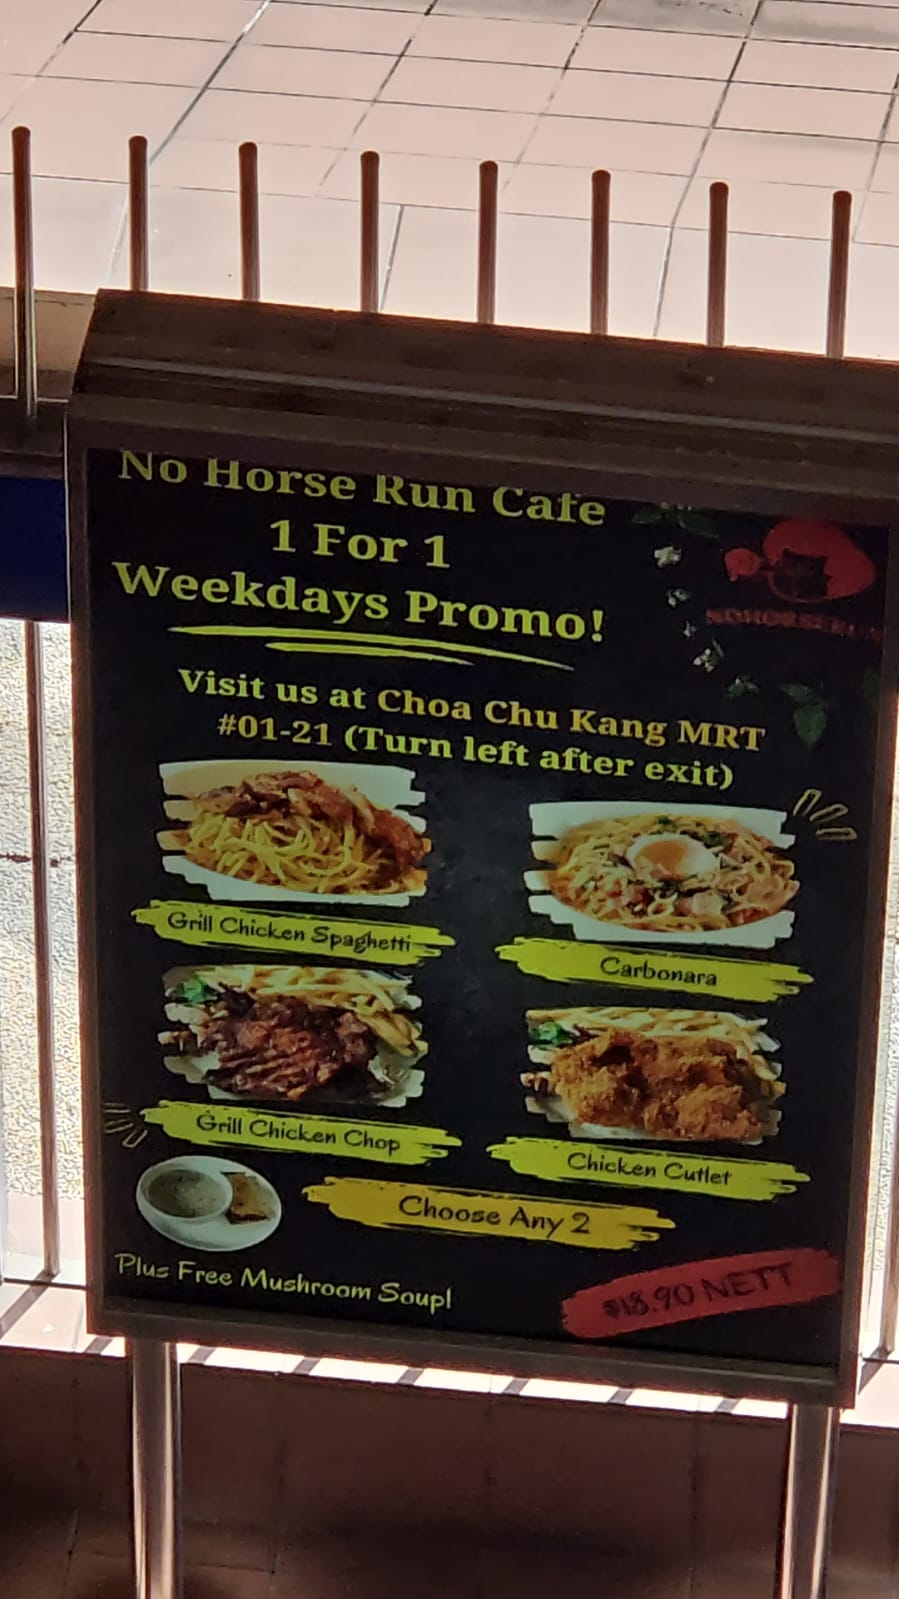 No Horse Run Cafe
1 For 1
Weekdays Promo!
NOHORSERUN
Visit us at Choa Chu Kang MRT
#01-21 (Turn left after exit)
Grill Chicken Spaghetti
Carbonara
Grill Chicken Chop
Chicken Cutlet
Choose Any 2
Plus Free Mushroom Soup!
$18.90 NETT